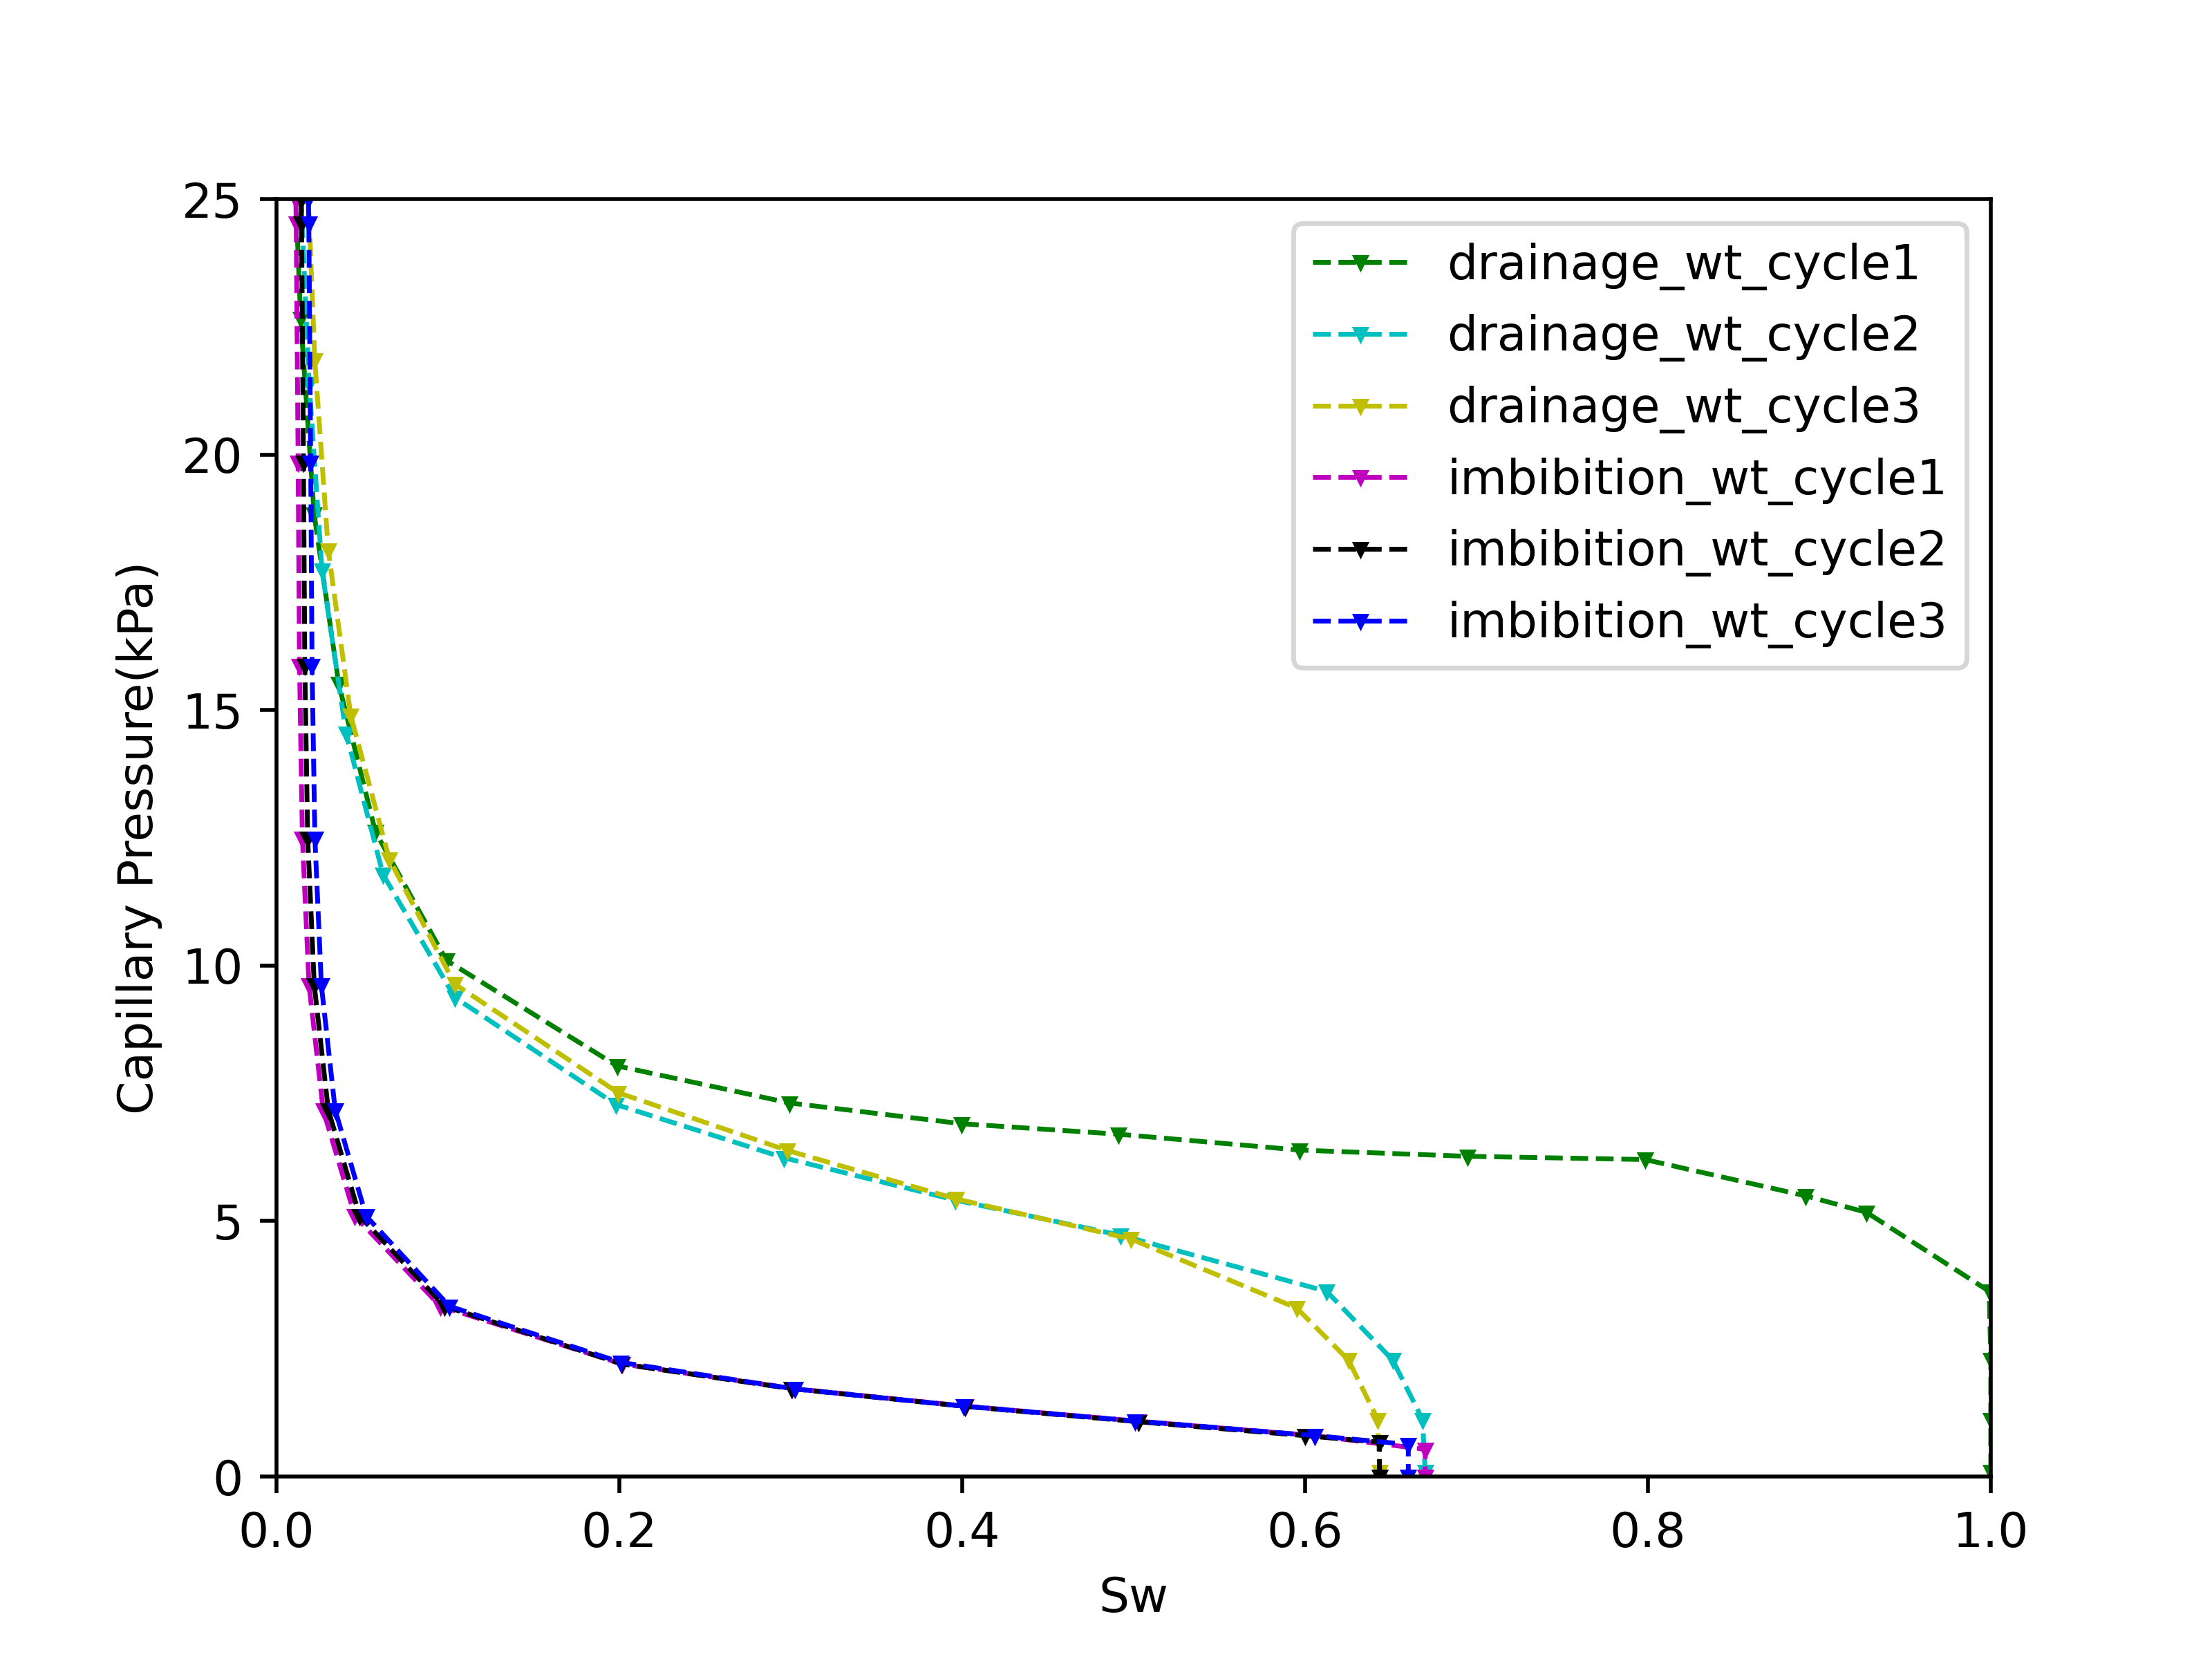 25
20
15
10
5
0
Capillary Pressure(kPa)
drainage_wt_cycle1
drainage_wt_cycle2
drainage_wt_cycle3
imbibition_wt_cycle1
imbibition_wt_cycle2
imbibition_wt_cycle3
0.0 0.2 0.4 0.6 0.8 1.0
Sw